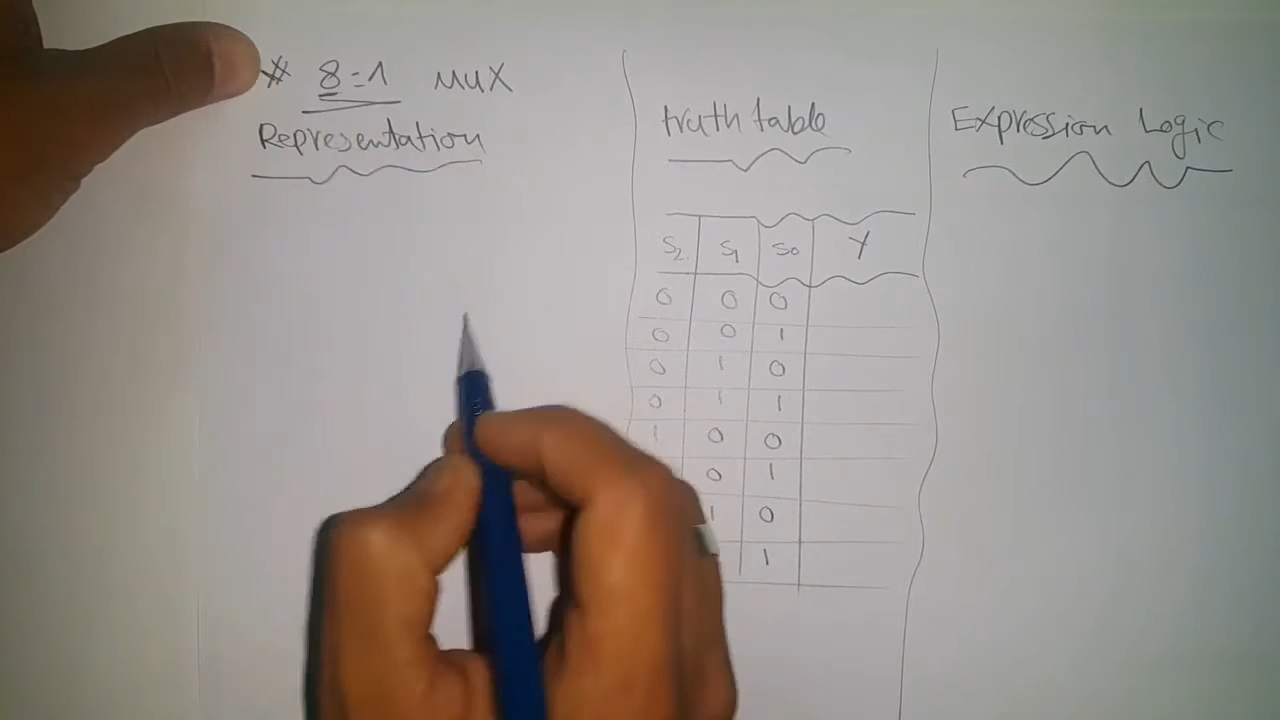 # 8=1 MUX
Representation
truth table
S2 S1 S0 Y
0 0 0
0 0 1
0 1 0
0 1 1
1 0 0
0 1
1 0
1
Expression Logic